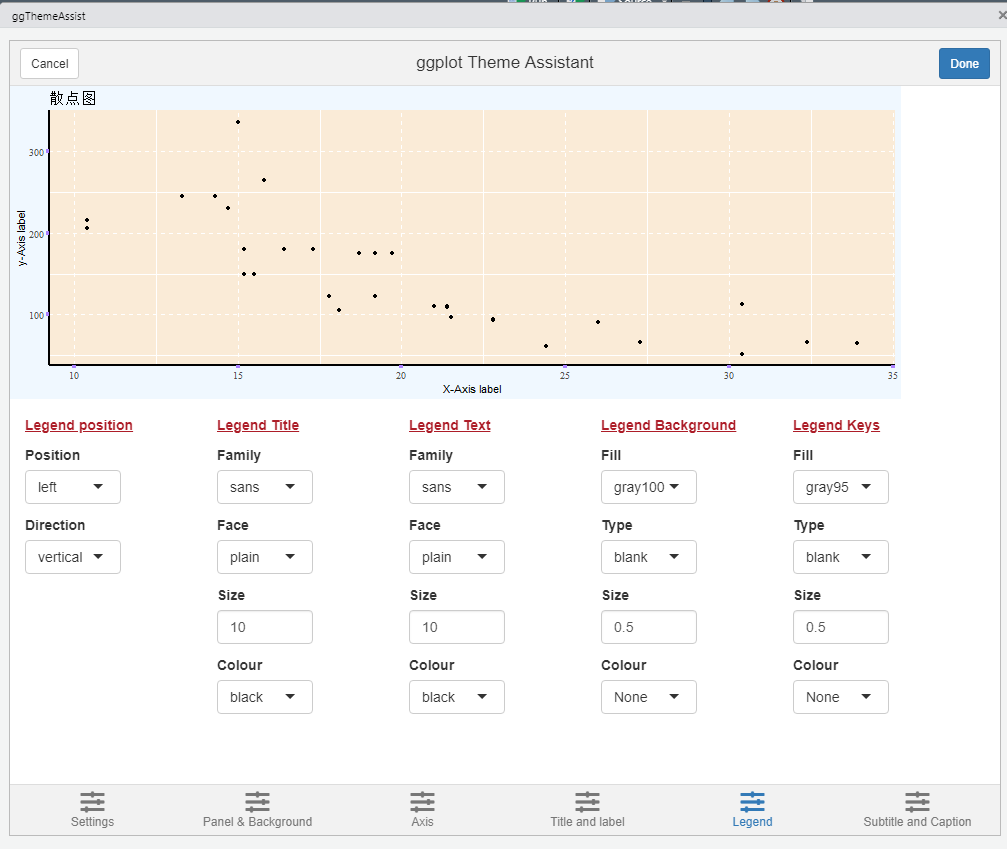 ggThemeAssist
Cancel
ggplot Theme Assistant
Done
散点图
300
200
100
y-Axis label
10 15 20 25 30 35
X-Axis label
Legend position Legend Title Legend Text Legend Background Legend Keys
Position Family Family Fill Fill
left sans sans gray100 gray95
Direction Face Face Type Type
vertical plain plain blank blank
Size Size Size Size
10 10 0.5 0.5
Colour Colour Colour Colour
black black None None
Settings Panel & Background Axis Title and label Legend Subtitle and Caption